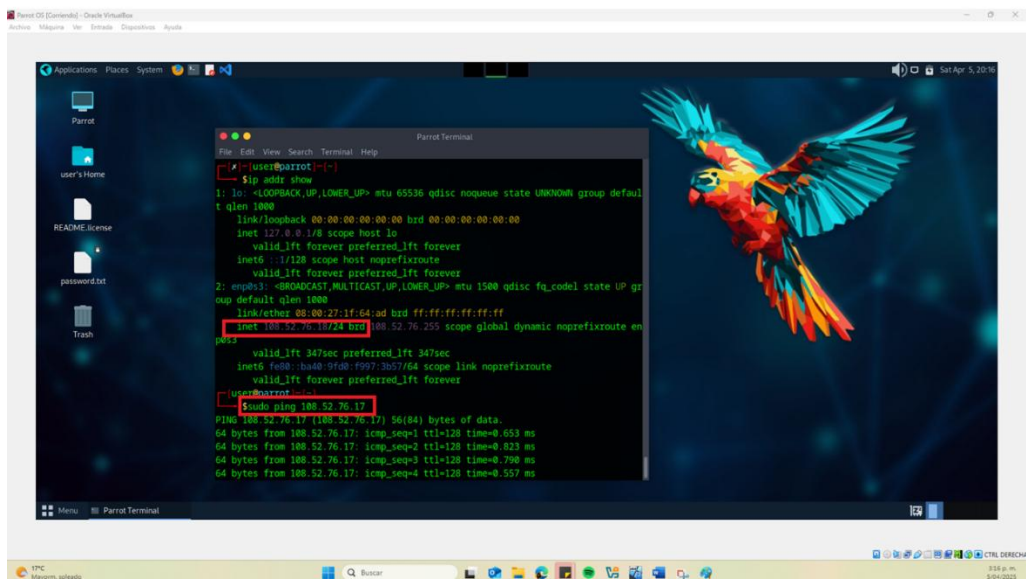 Parrot OS [Corriendo] - Oracle VirtualBox
Archivo Máquina Ver Entrada Dispositivos Ayuda
Applications Places System
Sat Apr 5, 20:16
Parrot
user's Home
README.license
password.txt
Trash
Parrot Terminal
File Edit View Search Terminal Help
[x]-[user@parrot]-[~]
$ip addr show
1: lo: <LOOPBACK,UP,LOWER_UP> mtu 65536 qdisc noqueue state UNKNOWN group defaul
t qlen 1000
link/loopback 00:00:00:00:00:00 brd 00:00:00:00:00:00
inet 127.0.0.1/8 scope host lo
valid_lft forever preferred_lft forever
inet6 ::1/128 scope host noprefixroute
valid_lft forever preferred_lft forever
2: enp0s3: <BROADCAST,MULTICAST,UP,LOWER_UP> mtu 1500 qdisc fq_codel state UP gr
oup default qlen 1000
link/ether 08:00:27:1f:64:ad brd ff:ff:ff:ff:ff:ff
inet 108.52.76.18/24 brd 108.52.76.255 scope global dynamic noprefixroute en
p0s3
valid_lft 347sec preferred_lft 347sec
inet6 fe80::ba40:9fd0:f997:3b57/64 scope link noprefixroute
valid_lft forever preferred_lft forever
[user@parrot]-[~]
$sudo ping 108.52.76.17
PING 108.52.76.17 (108.52.76.17) 56(84) bytes of data.
64 bytes from 108.52.76.17: icmp_seq=1 ttl=128 time=0.653 ms
64 bytes from 108.52.76.17: icmp_seq=2 ttl=128 time=0.823 ms
64 bytes from 108.52.76.17: icmp_seq=3 ttl=128 time=0.790 ms
64 bytes from 108.52.76.17: icmp_seq=4 ttl=128 time=0.557 ms
Menu Parrot Terminal
CTRL DERECHA
17°C
Mayorm. soleado
Buscar
3:16 p. m.
5/04/2025